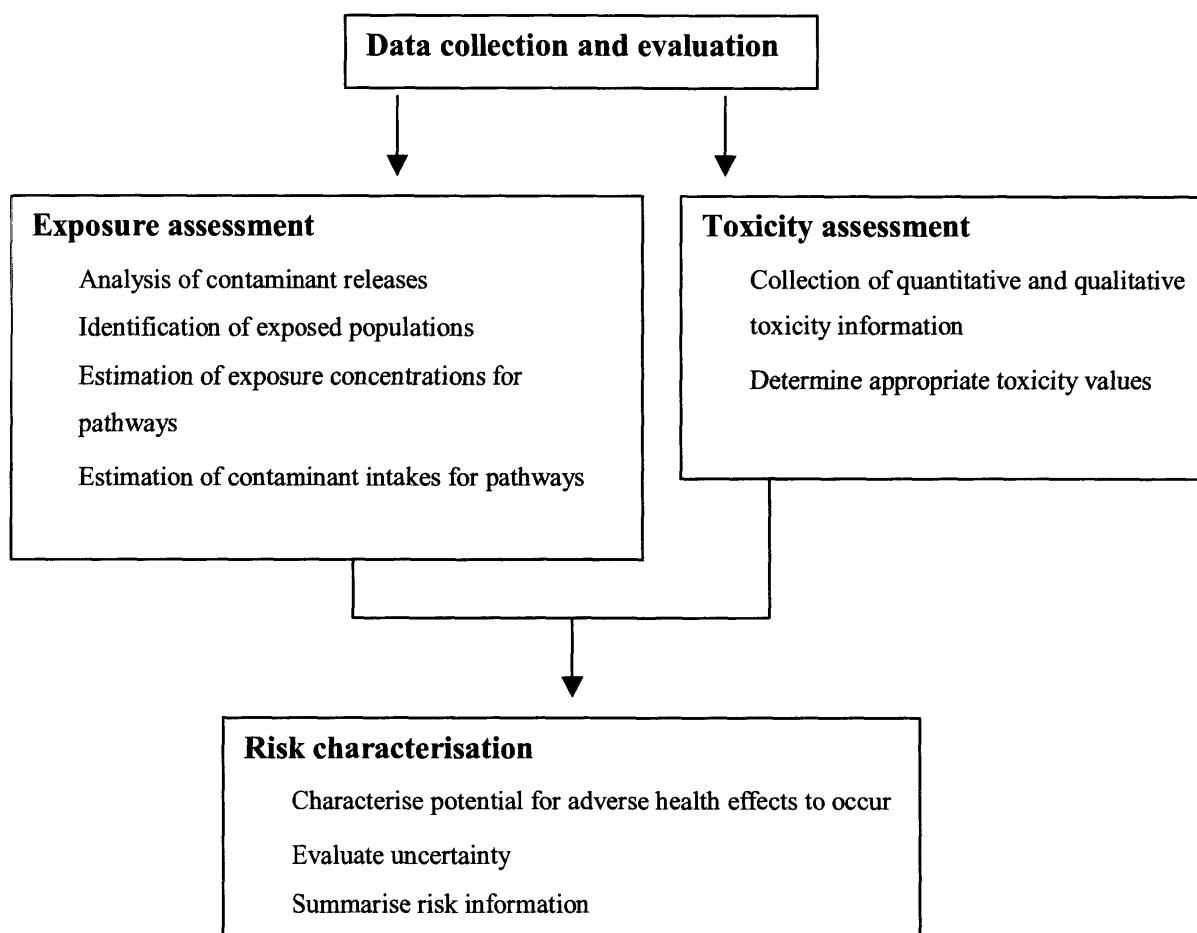 Data collection and evaluation
Exposure assessment
Analysis of contaminant releases
Identification of exposed populations
Estimation of exposure concentrations for
pathways
Estimation of contaminant intakes for pathways
Toxicity assessment
Collection of quantitative and qualitative
toxicity information
Determine appropriate toxicity values
Risk characterisation
Characterise potential for adverse health effects to occur
Evaluate uncertainty
Summarise risk information